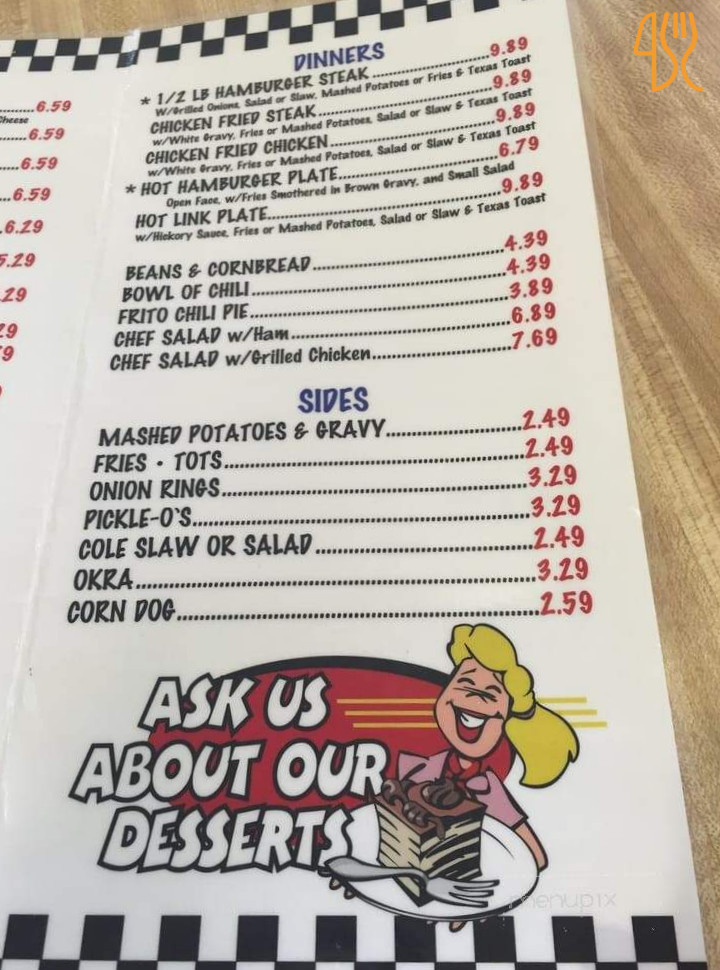 ....6.59
Cheese
....6.59
....6.59
...6.59
.6.29
5.29
.29
29
9
DINNERS
* 1/2 LB HAMBURGER STEAK....................9.89
W/Grilled Onions, Salad or Slaw, Mashed Potatoes or Fries & Texas Toast
CHICKEN FRIED STEAK....................9.89
w/White Gravy, Fries or Mashed Potatoes, Salad or Slaw & Texas Toast
CHICKEN FRIED CHICKEN....................9.89
w/White Gravy, Fries or Mashed Potatoes, Salad or Slaw & Texas Toast
* HOT HAMBURGER PLATE....................6.79
Open Face, w/Fries Smothered in Brown Gravy, and Small Salad
HOT LINK PLATE....................9.89
w/Hickory Sauce, Fries or Mashed Potatoes, Salad or Slaw & Texas Toast
BEANS & CORNBREAD....................4.39
BOWL OF CHILI....................4.39
FRITO CHILI PIE....................3.89
CHEF SALAD w/Ham....................6.89
CHEF SALAD w/Grilled Chicken....................7.69
SIDES
MASHED POTATOES & GRAVY....................2.49
FRIES • TOTS....................2.49
ONION RINGS....................3.29
PICKLE-O'S....................3.29
COLE SLAW OR SALAD....................2.49
OKRA....................3.29
CORN DOG....................2.59
ASK US
ABOUT OUR
DESSERTS
menupix